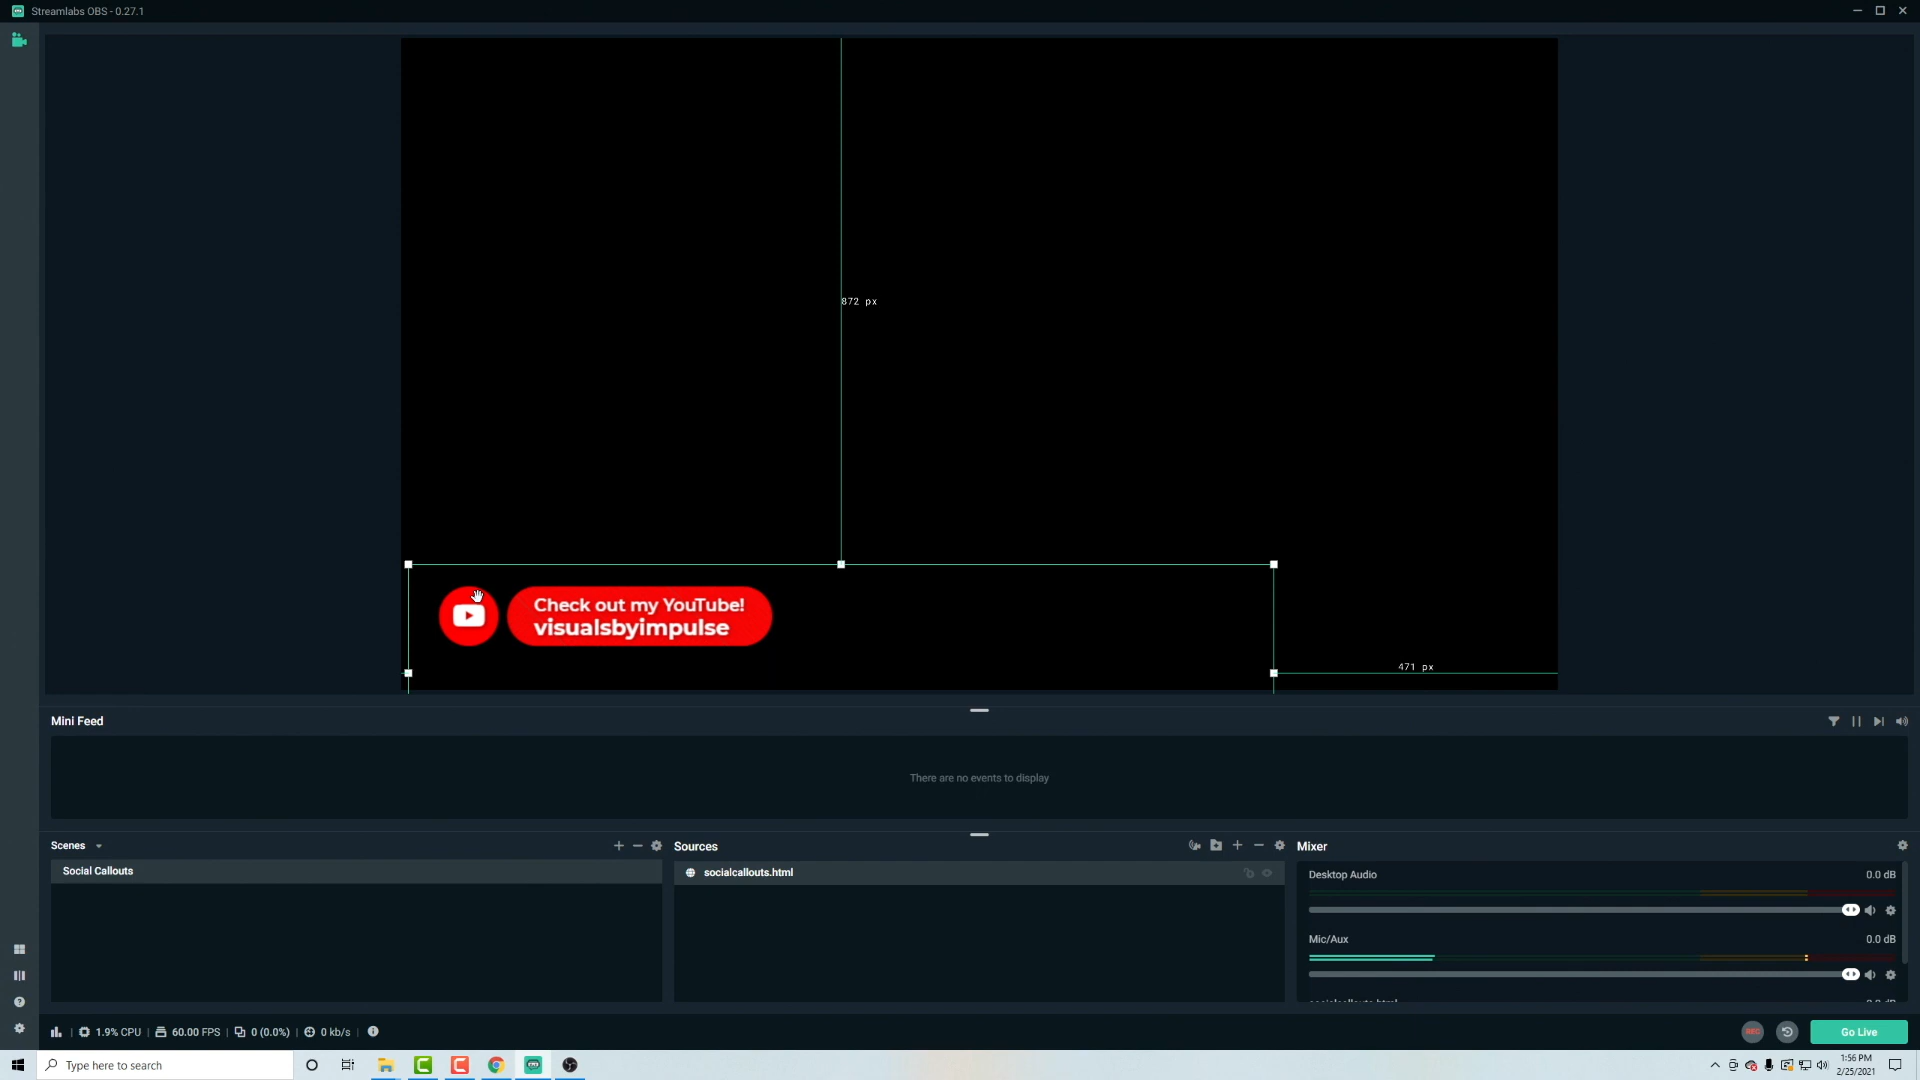 Streamlabs OBS - 0.27.1
872 px
Check out my YouTube!
visualsbyimpulse
471 px
Mini Feed
There are no events to display
Scenes
Sources
Mixer
Social Callouts
socialcallouts.html
Desktop Audio
0.0 dB
Mic/Aux
0.0 dB
1.9% CPU
60.00 FPS
0 (0.0%)
0 kb/s
REC
Go Live
Type here to search
1:56 PM
2/25/2021